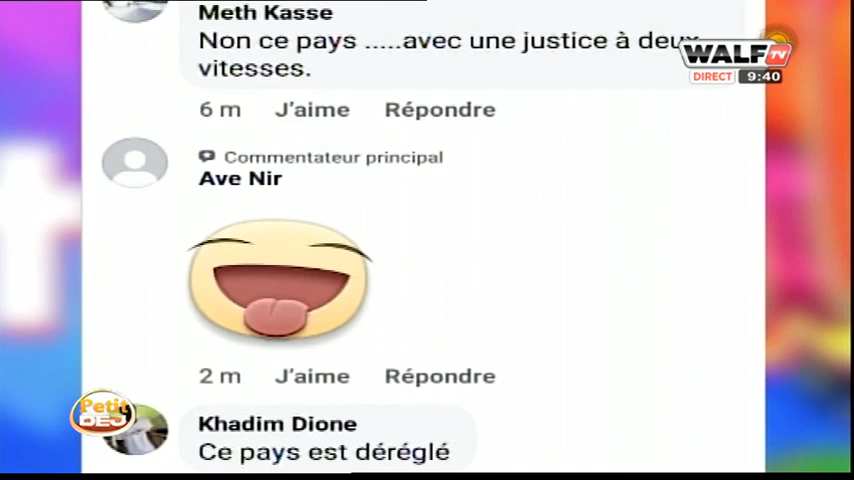 Meth Kasse
Non ce pays .....avec une justice à deux
vitesses.
WALF TV
DIRECT 9:40
6 m J'aime Répondre
Commentateur principal
Ave Nir
2 m J'aime Répondre
Petit
DEJ
Khadim Dione
Ce pays est déréglé